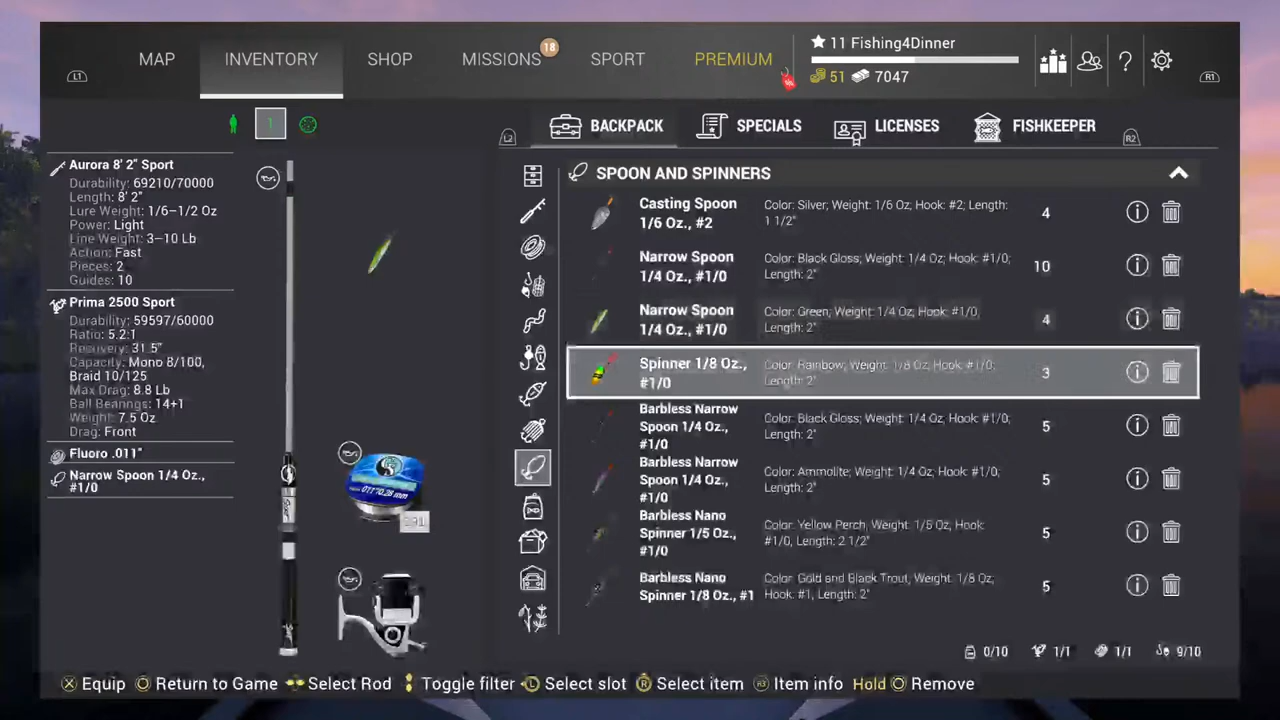 L1
MAP
INVENTORY
SHOP
MISSIONS
18
SPORT
PREMIUM
11 Fishing4Dinner
51 7047
?
R1
1
L2
BACKPACK
SPECIALS
LICENSES
FISHKEEPER
R2
Aurora 8' 2" Sport
Durability: 69210/70000
Length: 8' 2"
Lure Weight: 1/6–1/2 Oz
Power: Light
Line Weight: 3–10 Lb
Action: Fast
Pieces: 2
Guides: 10
Prima 2500 Sport
Durability: 59597/60000
Ratio: 5.2:1
Recovery: 31.5"
Capacity: Mono 8/100,
Braid 10/125
Max Drag: 8.8 Lb
Ball Bearings: 14+1
Weight: 7.5 Oz
Drag: Front
Fluoro .011"
Narrow Spoon 1/4 Oz.,
#1/0
SPOON AND SPINNERS
Casting Spoon
1/6 Oz., #2
Color: Silver; Weight: 1/6 Oz; Hook: #2; Length:
1 1/2"
4
Narrow Spoon
1/4 Oz., #1/0
Color: Black Gloss; Weight: 1/4 Oz; Hook: #1/0;
Length: 2"
10
Narrow Spoon
1/4 Oz., #1/0
Color: Green; Weight: 1/4 Oz; Hook: #1/0;
Length: 2"
4
Spinner 1/8 Oz.,
#1/0
Color: Rainbow; Weight: 1/8 Oz; Hook: #1/0;
Length: 2"
3
Barbless Narrow
Spoon 1/4 Oz.,
#1/0
Color: Black Gloss; Weight: 1/4 Oz; Hook: #1/0;
Length: 2"
5
Barbless Narrow
Spoon 1/4 Oz.,
#1/0
Color: Ammolite; Weight: 1/4 Oz; Hook: #1/0;
Length: 2"
5
Barbless Nano
Spinner 1/5 Oz.,
#1/0
Color: Yellow Perch, Weight: 1/5 Oz, Hook:
#1/0, Length: 2 1/2"
5
Barbless Nano
Spinner 1/8 Oz., #1
Color: Gold and Black Trout, Weight: 1/8 Oz,
Hook: #1, Length: 2"
5
0/10
1/1
1/1
9/10
Equip
Return to Game
Select Rod
Toggle filter
L Select slot
R Select item
R3 Item info
Hold Remove